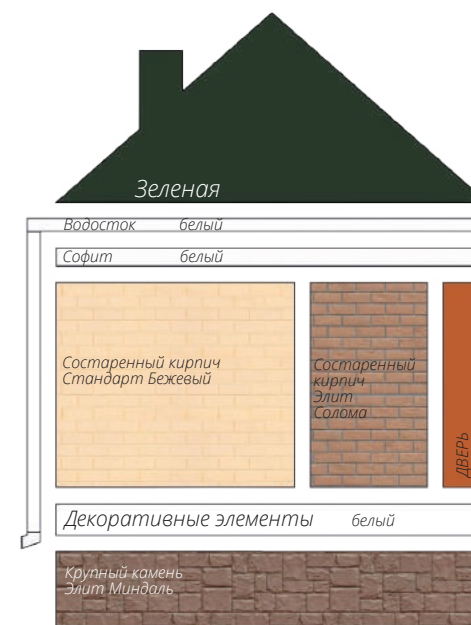 Зеленая
Водосток белый
Софит белый
Состаренный кирпич
Стандарт Бежевый
Состаренный
кирпич
Элит
Солома
ДВЕРЬ
Декоративные элементы белый
Крупный камень
Элит Миндаль